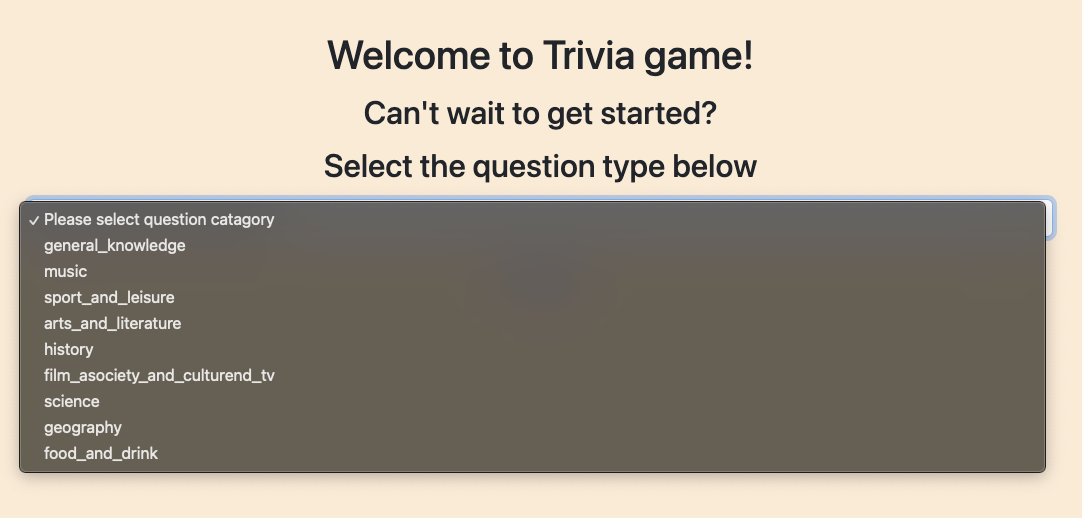 Welcome to Trivia game!
Can't wait to get started?
Select the question type below
✓ Please select question catagory
general_knowledge
music
sport_and_leisure
arts_and_literature
history
film_asociety_and_culturend_tv
science
geography
food_and_drink